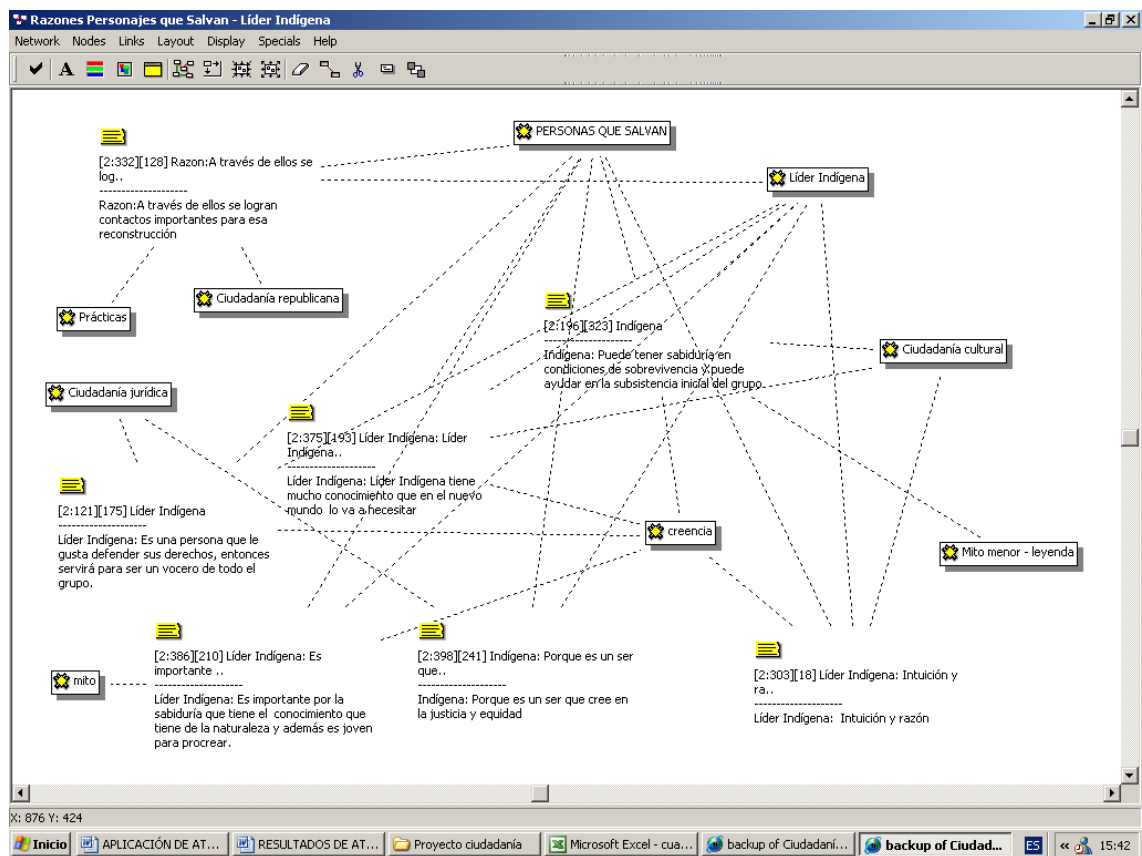 Razones Personajes que Salvan - Líder Indígena
Network Nodes Links Layout Display Specials Help
A
PERSONAS QUE SALVAN
[2:332][128] Razon:A través de ellos se
log..
--------------------
Razon:A través de ellos se logran
contactos importantes para esa
reconstrucción
Líder Indígena
Ciudadanía republicana
Prácticas
[2:196][323] Indígena
--------------------
Indígena: Puede tener sabiduría en
condiciones de sobrevivencia y puede
ayudar en la subsistencia inicial del grupo.
Ciudadanía cultural
Ciudadanía jurídica
[2:375][193] Líder Indígena: Líder
Indígena..
--------------------
Líder Indígena: Líder Indígena tiene
mucho conocimiento que en el nuevo
mundo lo va a necesitar
[2:121][175] Líder Indígena
--------------------
Líder Indígena: Es una persona que le
gusta defender sus derechos, entonces
servirá para ser un vocero de todo el
grupo.
creencia
Mito menor - leyenda
[2:386][210] Líder Indígena: Es
importante ..
--------------------
Líder Indígena: Es importante por la
sabiduría que tiene el conocimiento que
tiene de la naturaleza y además es joven
para procrear.
mito
[2:398][241] Indígena: Porque es un ser
que..
--------------------
Indígena: Porque es un ser que cree en
la justicia y equidad
[2:303][18] Líder Indígena: Intuición y
ra..
--------------------
Líder Indígena: Intuición y razón
X: 876 Y: 424
Inicio APLICACIÓN DE AT... RESULTADOS DE AT... Proyecto ciudadanía Microsoft Excel - cua... backup of Ciudadaní... backup of Ciudad... ES « 15:42